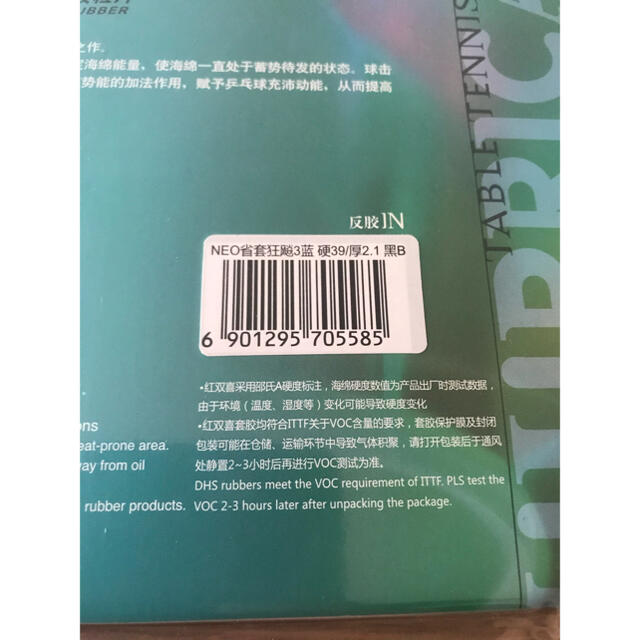 RUBBER
之作。
海绵能量，使海绵一直处于蓄势待发的状态。球击
势能的加法作用，赋予乒乓球充沛动能，从而提高
TABLE TENNIS
反胶IN
NEO省套狂飚3蓝 硬39/厚2.1 黑B
6 901295 705585
•红双喜采用邵氏A硬度标注，海绵硬度数值为产品出厂时测试数据，
由于环境（温度、湿度等）变化可能导致硬度变化
•红双喜套胶均符合ITTF关于VOC含量的要求，套胶保护膜及封闭
包装可能在仓储、运输环节中导致气体积聚，请打开包装后于通风
处静置2~3小时后再进行VOC测试为准。
DHS rubbers meet the VOC requirement of ITTF. PLS test the
VOC 2-3 hours later after unpacking the package.
ons
eat-prone area.
way from oil
rubber products.